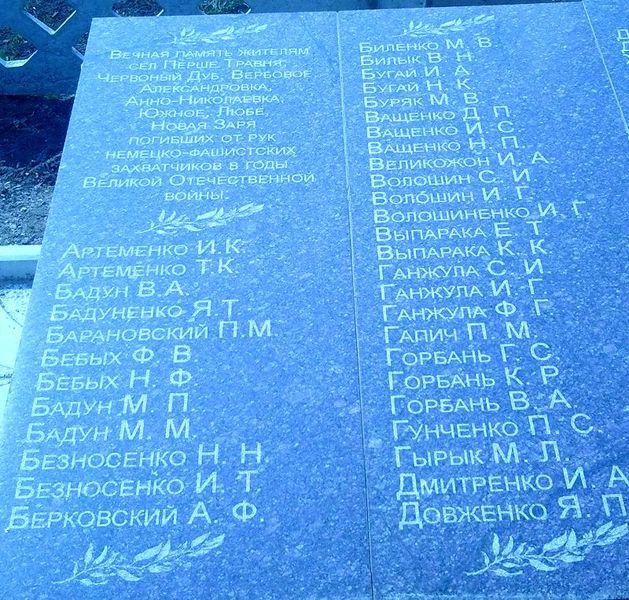 Вечная память жителям
сел Перше Травня,
Червоный Дуб, Вербовое
Александровка,
Анно-Николаевка,
Южное, Любе,
Новая Заря
погибших от рук
немецко-фашистских
захватчиков в годы
Великой Отечественной
войны.
Артеменко И.К.
Артеменко Т.К.
Бадун В.А.
Бадуненко Я.Т.
Барановский П.М.
Бебых Ф. В.
Бебых Н. Ф.
Бадун М. П.
Бадун М. М.
Безносенко Н. Н.
Безносенко И. Т.
Берковский А. Ф.
Биленко М. В.
Билык В. Н.
Бугай И. А.
Бугай Н. К.
Буряк М. В.
Ващенко Д. П.
Ващенко И. С.
Ващенко Н. П.
Великожон И. А.
Волошин С. И.
Волошин И. Г.
Волошиненко И. Г.
Выпарака Е. Т.
Выпарака К. К.
Ганжула С. И.
Ганжула И. Г.
Ганжула Ф. Г.
Гапич П. М.
Горбань Г. С.
Горбань К. Р.
Горбань В. А.
Гунченко П. С.
Гырык М. Л.
Дмитренко И. А
Довженко Я. П